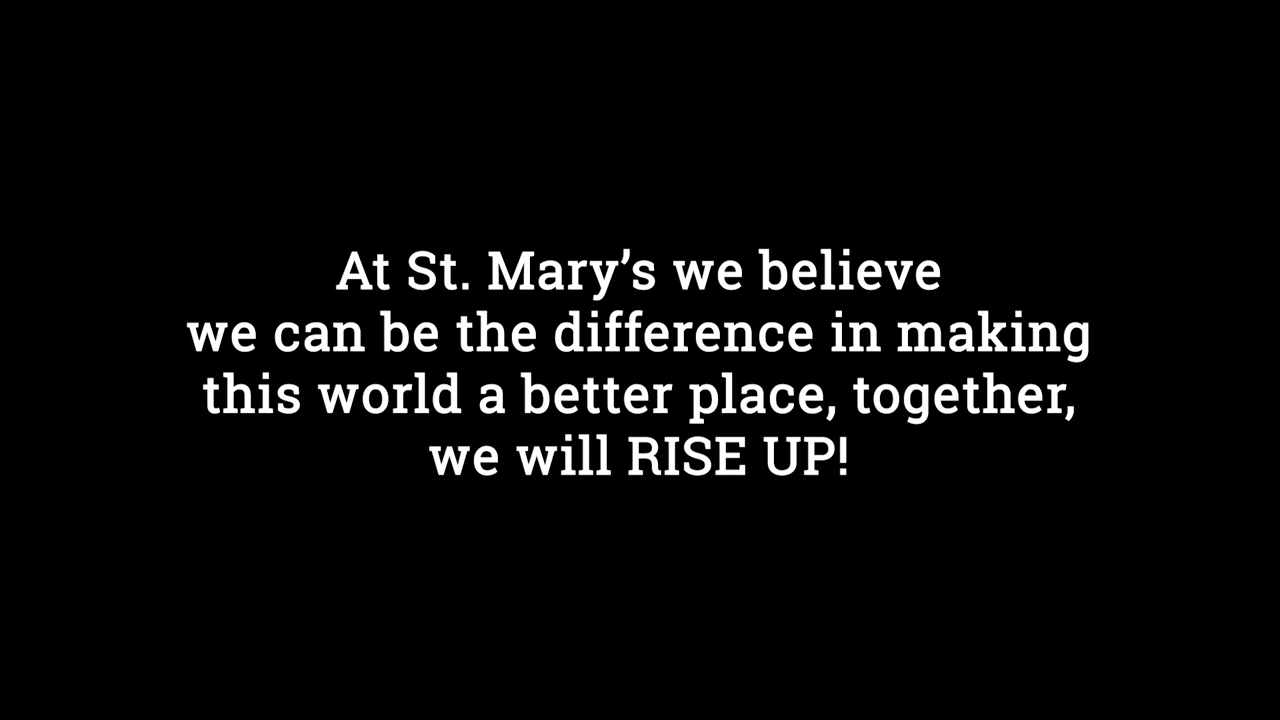 At St. Mary’s we believe
we can be the difference in making
this world a better place, together,
we will RISE UP!